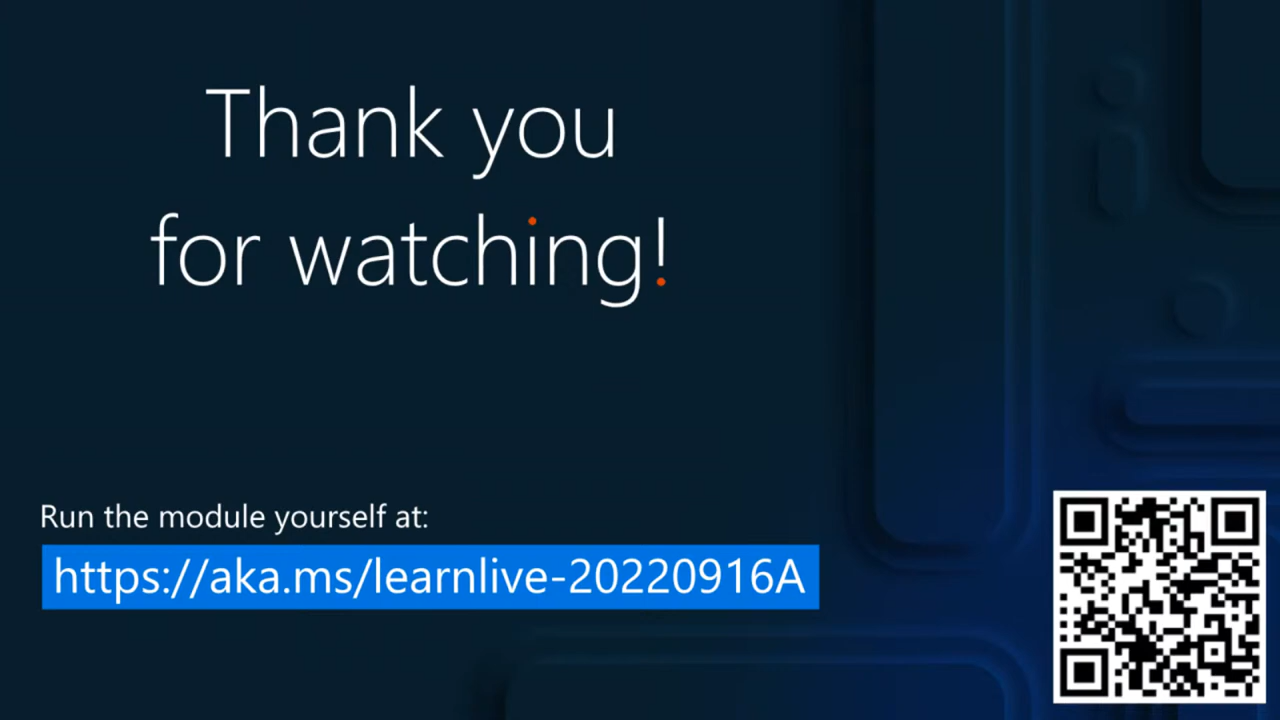 Thank you
for watching!
Run the module yourself at:
https://aka.ms/learnlive-20220916A